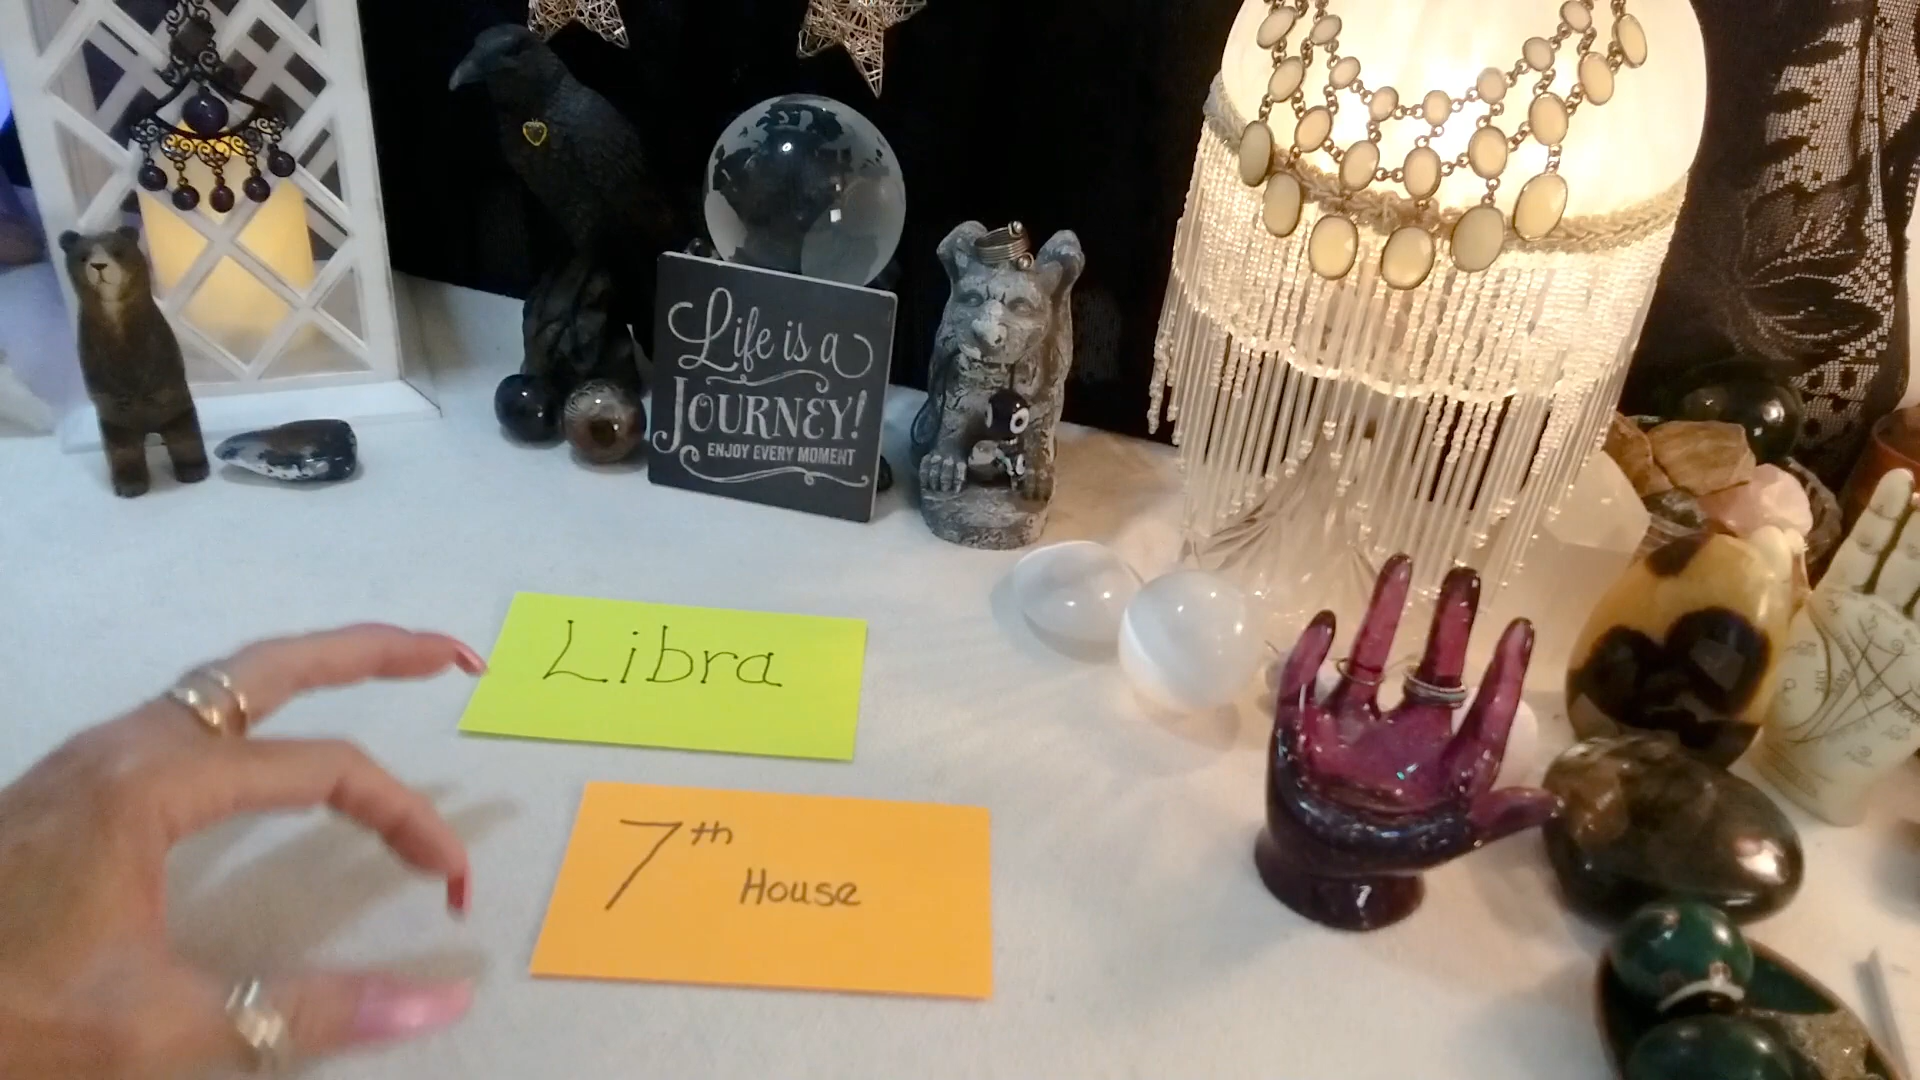 Life is a
JOURNEY!
ENJOY EVERY MOMENT
Libra
7th
House